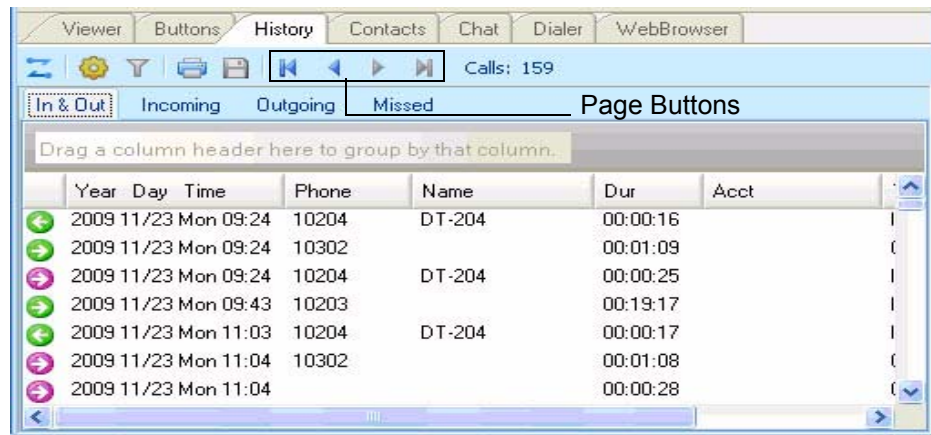 Viewer Buttons History Contacts Chat Dialer WebBrowser
Calls: 159
In & Out Incoming Outgoing Missed
Page Buttons
Drag a column header here to group by that column.
Year Day Time Phone Name Dur Acct
2009 11/23 Mon 09:24 10204 DT-204 00:00:16
2009 11/23 Mon 09:24 10302 00:01:09
2009 11/23 Mon 09:24 10204 DT-204 00:00:25
2009 11/23 Mon 09:43 10203 00:19:17
2009 11/23 Mon 11:03 10204 DT-204 00:00:17
2009 11/23 Mon 11:04 10302 00:01:08
2009 11/23 Mon 11:04 00:00:28